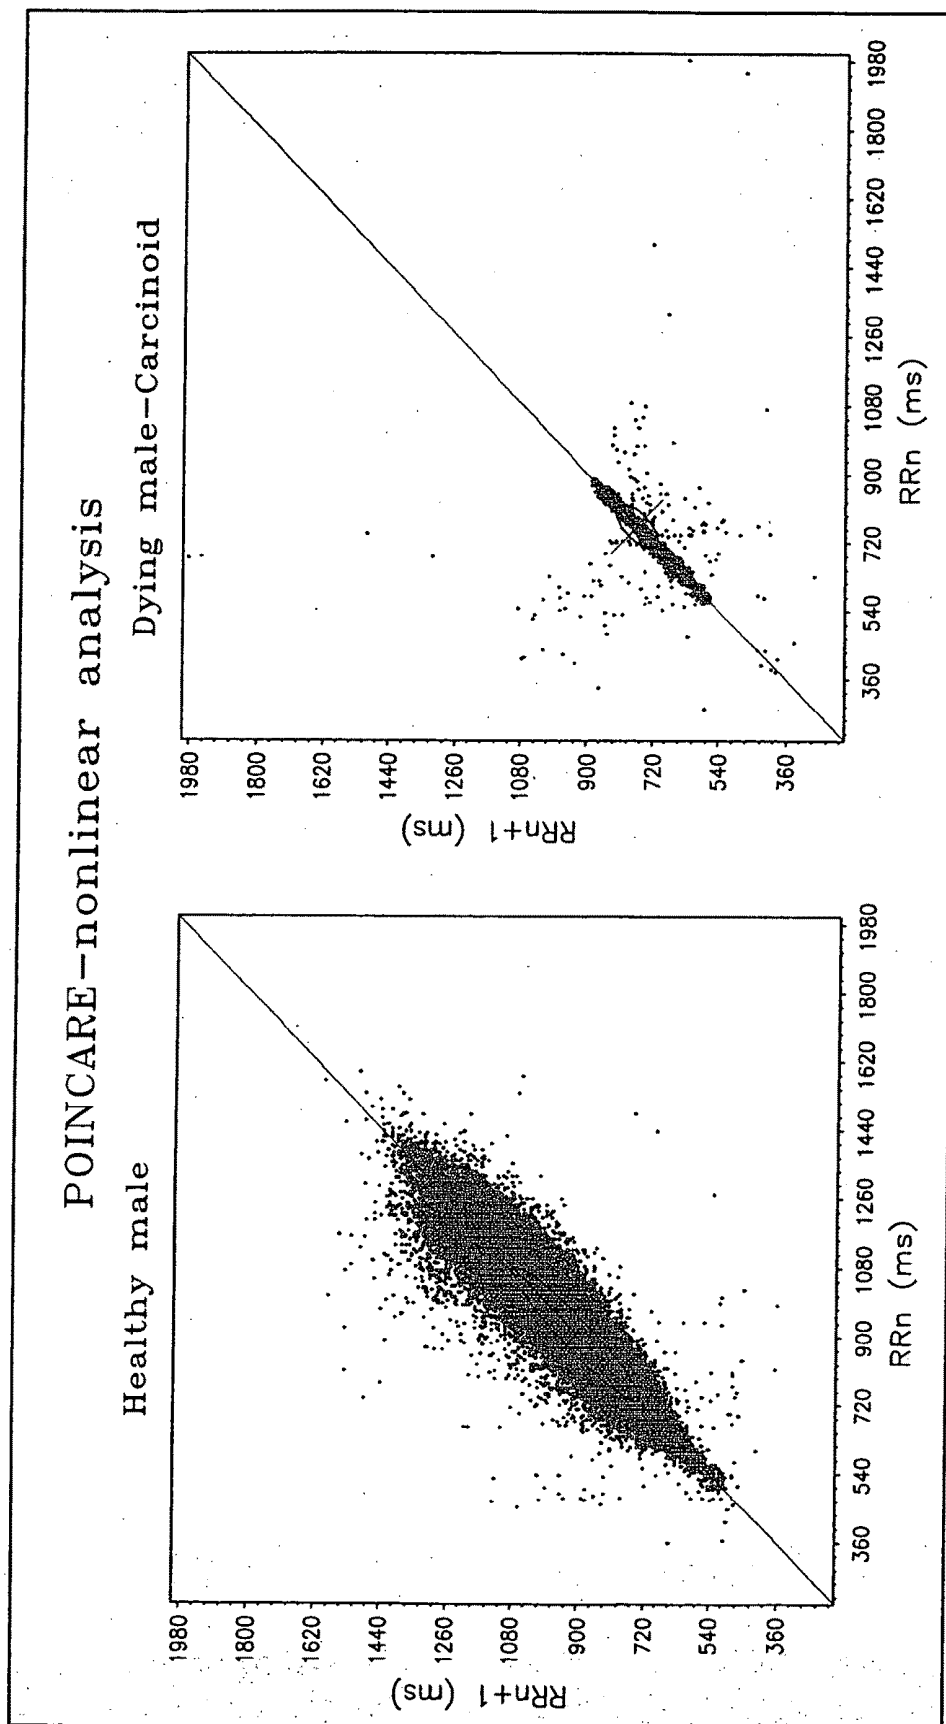 POINCARE-nonlinear analysis
Healthy male
RRn+1 (ms)
1980
1800
1620
1440
1260
1080
900
720
540
360
360 540 720 900 1080 1260 1440 1620 1800 1980
RRn (ms)
Dying male-Carcinoid
RRn+1 (ms)
1980
1800
1620
1440
1260
1080
900
720
540
360
360 540 720 900 1080 1260 1440 1620 1800 1980
RRn (ms)